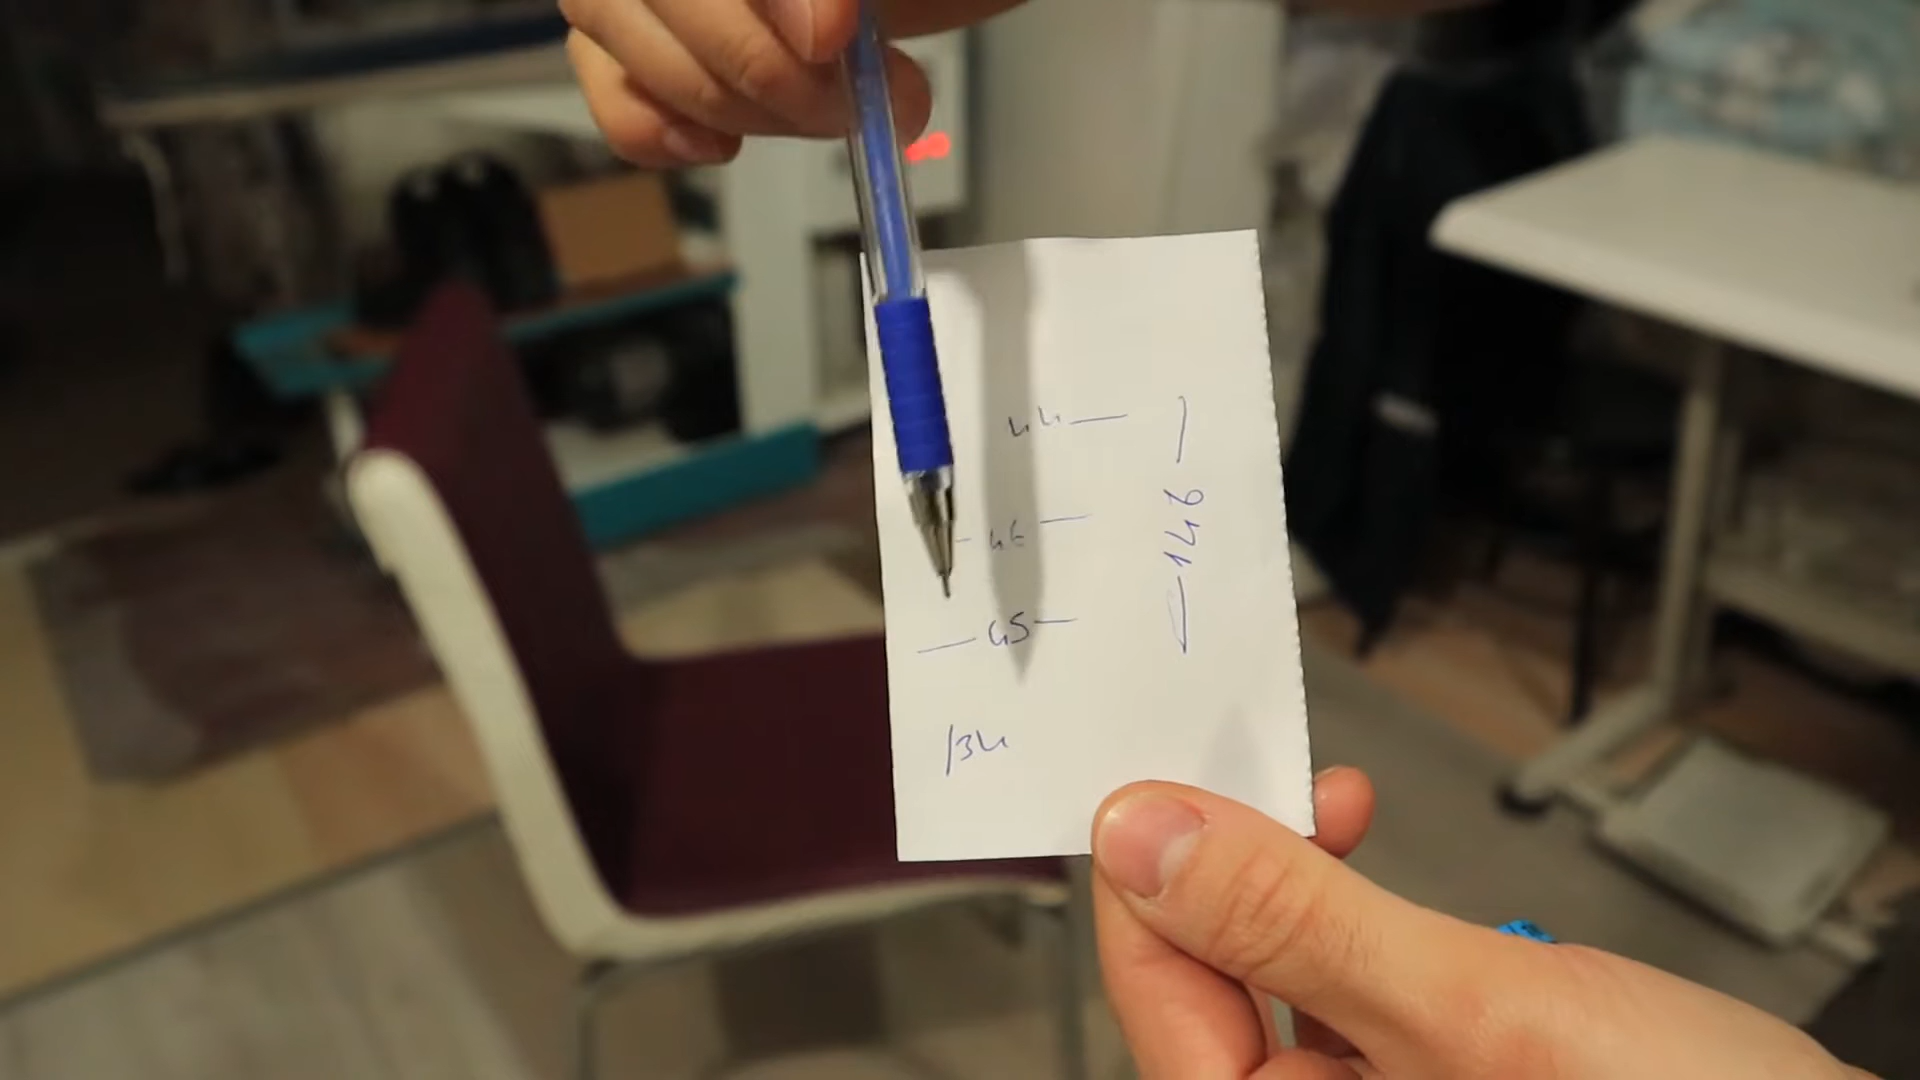 44—
- 46 —
— 45 —
134
146